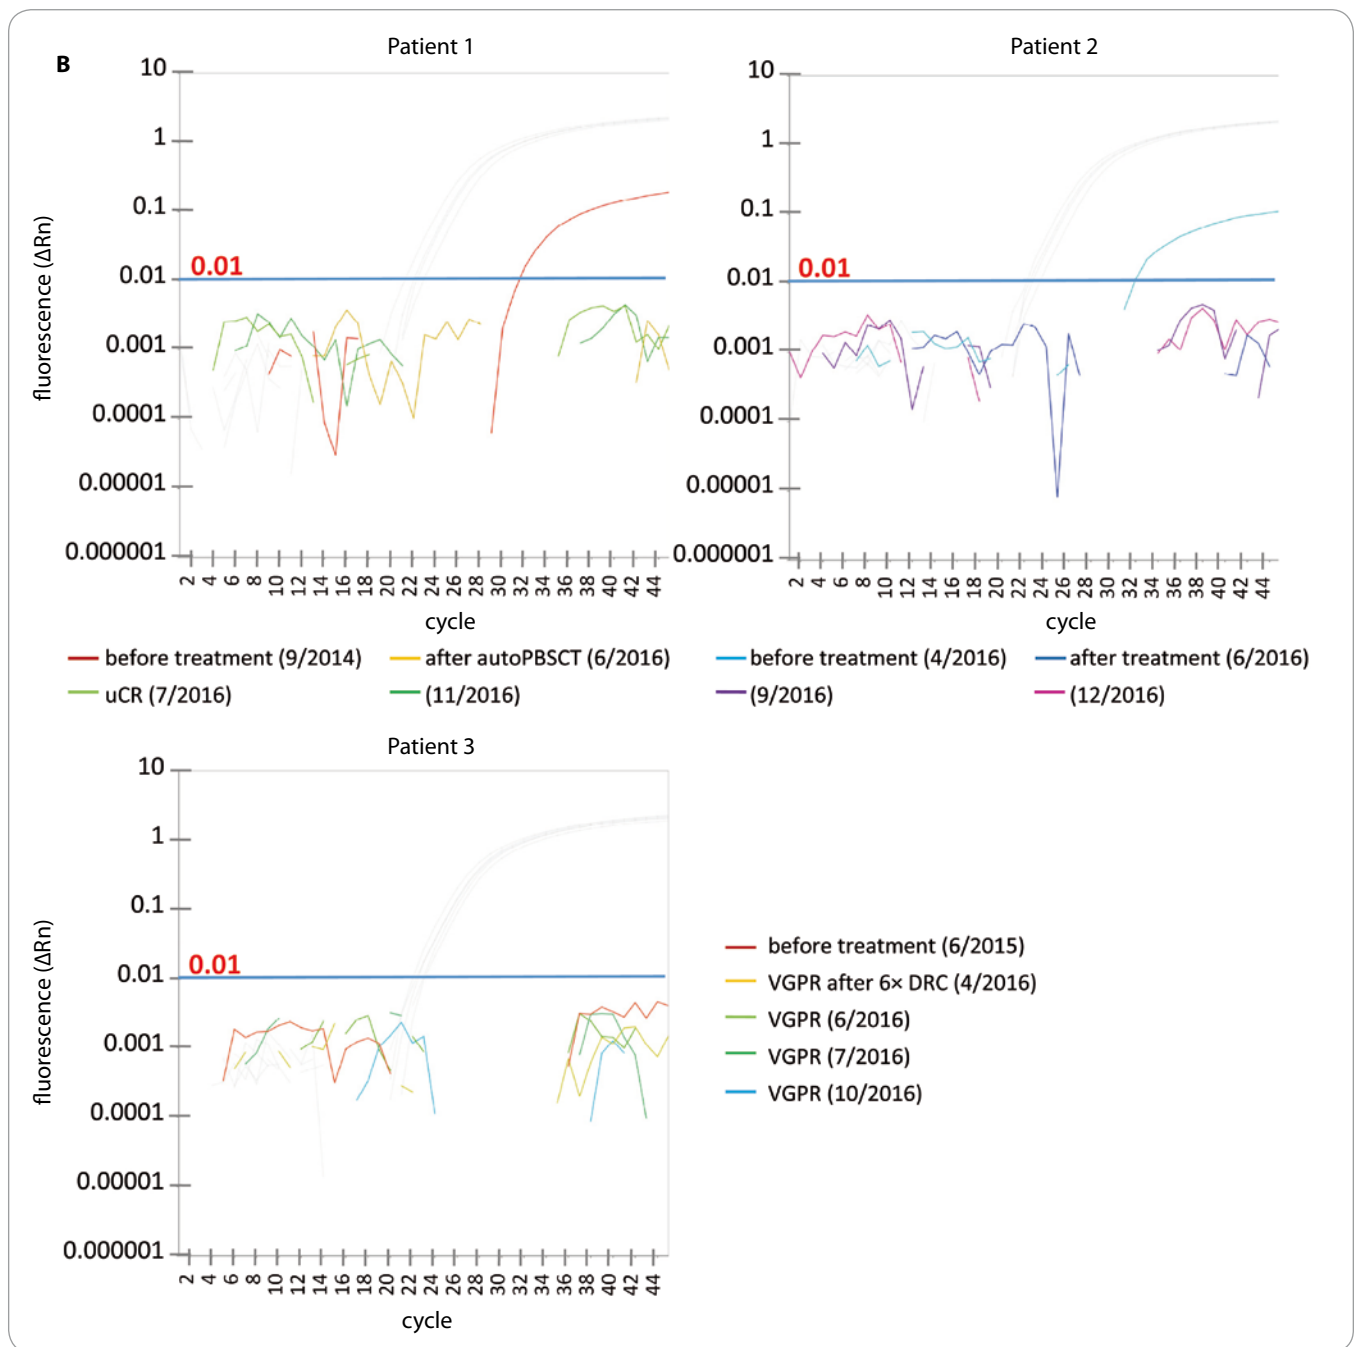 B
Patient 1
Patient 2
10
1
0.1
0.01
0.001
0.0001
0.00001
0.000001
0.01
fluorescence (ΔRn)
2 4 6 8 10 12 14 16 18 20 22 24 26 28 30 32 34 36 38 40 42 44
cycle
10
1
0.1
0.01
0.001
0.0001
0.00001
0.000001
0.01
2 4 6 8 10 12 14 16 18 20 22 24 26 28 30 32 34 36 38 40 42 44
cycle
before treatment (9/2014)
after autoPBSCT (6/2016)
uCR (7/2016)
(11/2016)
before treatment (4/2016)
after treatment (6/2016)
(9/2016)
(12/2016)
Patient 3
10
1
0.1
0.01
0.001
0.0001
0.00001
0.000001
0.01
fluorescence (ΔRn)
2 4 6 8 10 12 14 16 18 20 22 24 26 28 30 32 34 36 38 40 42 44
cycle
before treatment (6/2015)
VGPR after 6× DRC (4/2016)
VGPR (6/2016)
VGPR (7/2016)
VGPR (10/2016)